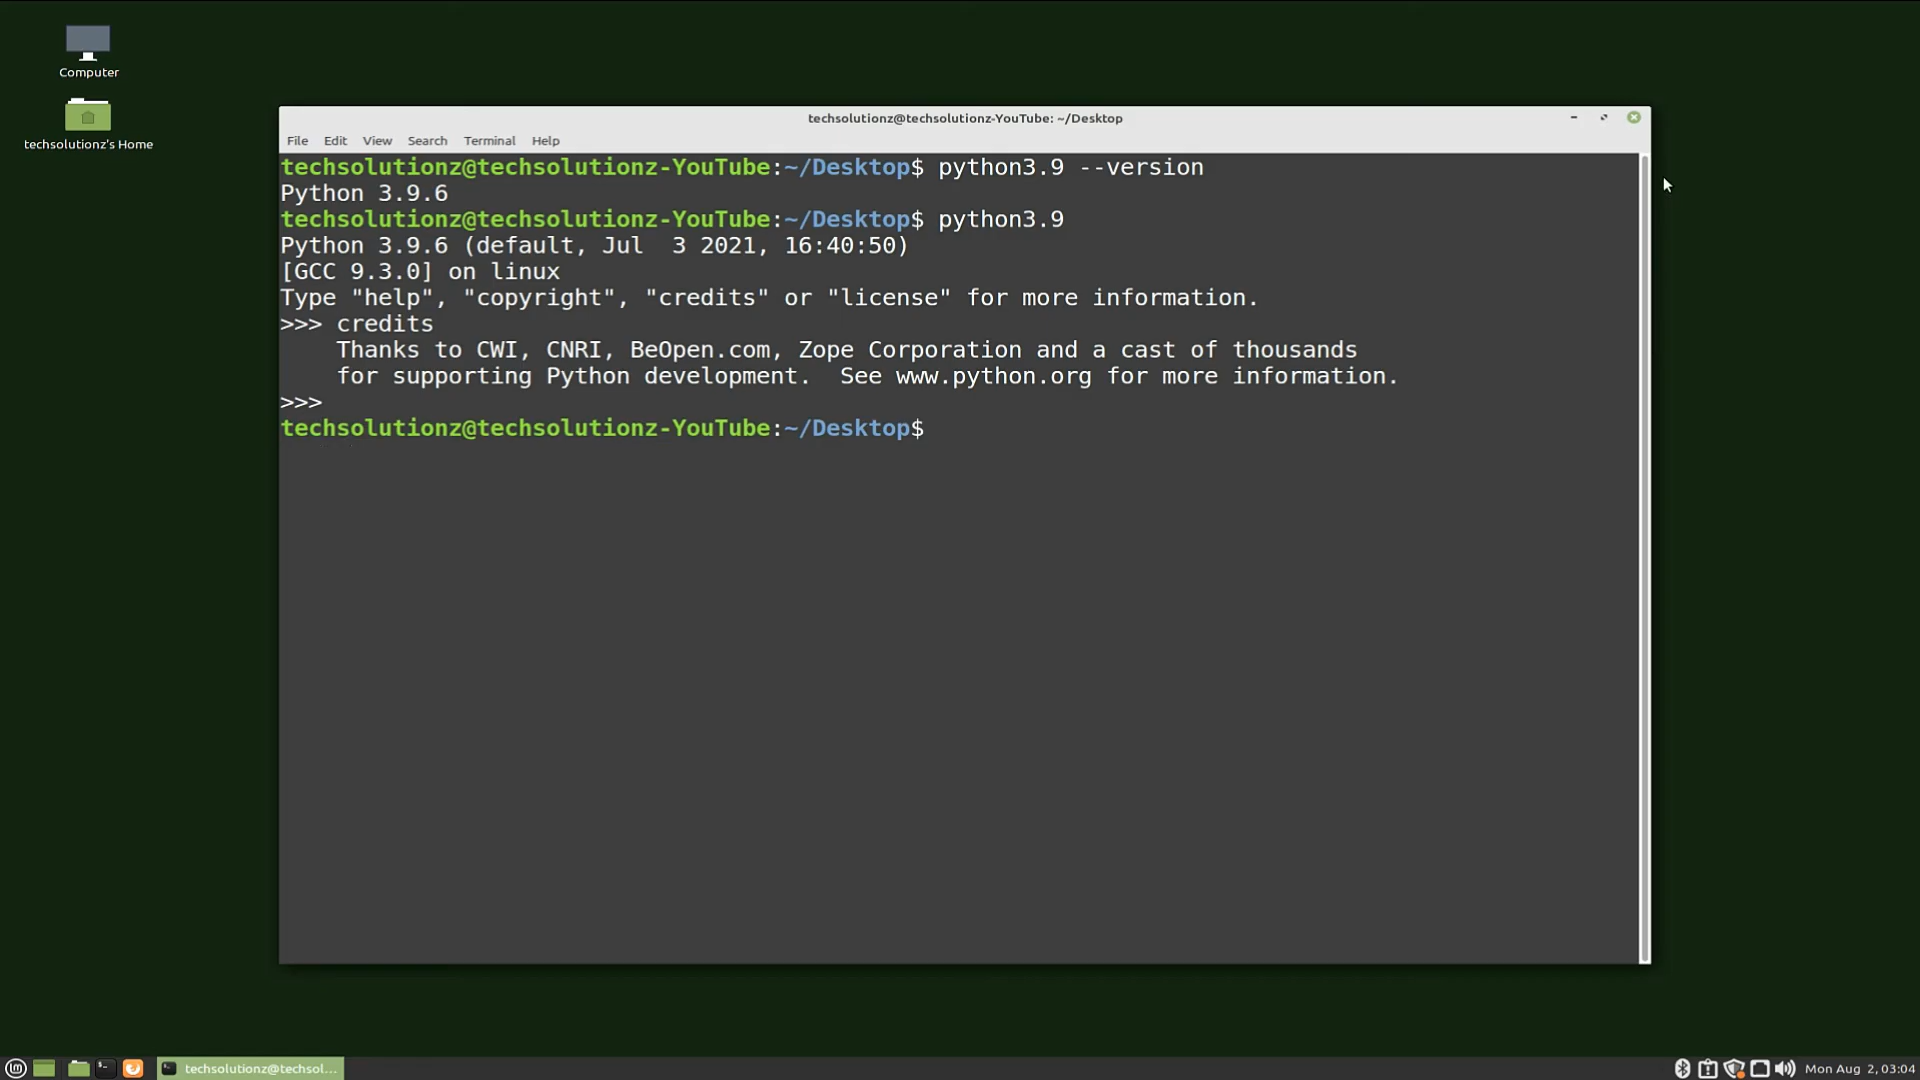 Computer
techsolutionz's Home
techsolutionz@techsolutionz-YouTube: ~/Desktop
File Edit View Search Terminal Help
techsolutionz@techsolutionz-YouTube:~/Desktop$ python3.9 --version
Python 3.9.6
techsolutionz@techsolutionz-YouTube:~/Desktop$ python3.9
Python 3.9.6 (default, Jul  3 2021, 16:40:50)
[GCC 9.3.0] on linux
Type "help", "copyright", "credits" or "license" for more information.
>>> credits
    Thanks to CWI, CNRI, BeOpen.com, Zope Corporation and a cast of thousands
    for supporting Python development.  See www.python.org for more information.
>>>
techsolutionz@techsolutionz-YouTube:~/Desktop$
techsolutionz@techsol...
Mon Aug  2, 03:04